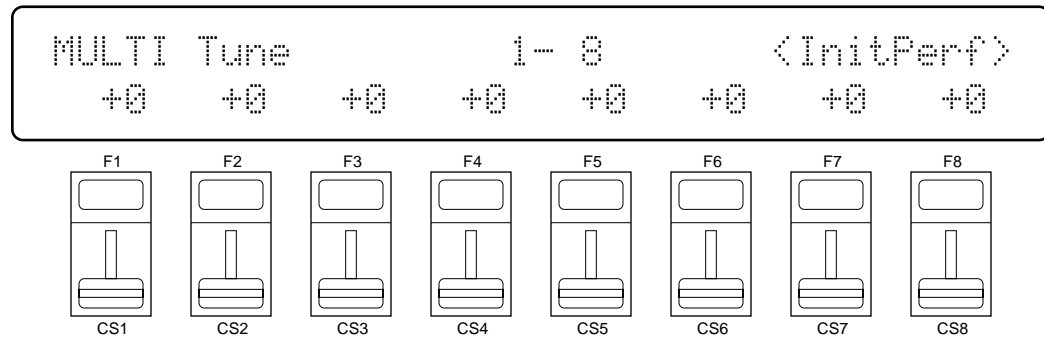 MULTI Tune 1- 8 <InitPerf>
+0 +0 +0 +0 +0 +0 +0 +0
F1 F2 F3 F4 F5 F6 F7 F8
CS1 CS2 CS3 CS4 CS5 CS6 CS7 CS8